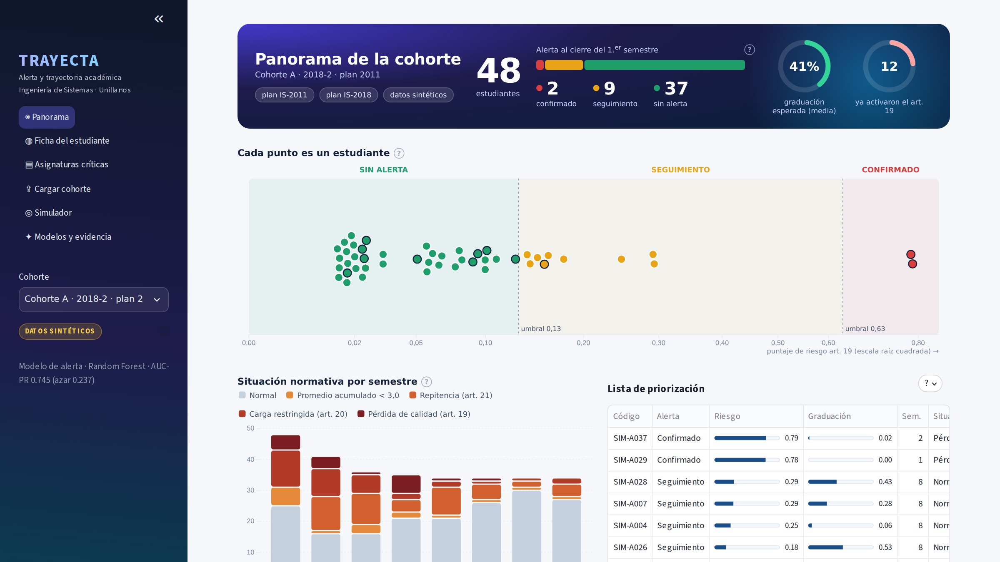 TRAYECTA
Alerta y trayectoria académica
Ingeniería de Sistemas · Unillanos
Panorama
Ficha del estudiante
Asignaturas críticas
Cargar cohorte
Simulador
Modelos y evidencia
Cohorte
Cohorte A · 2018-2 · plan 2
DATOS SINTÉTICOS
Modelo de alerta · Random Forest · AUC-
PR 0.745 (azar 0.237)
Panorama de la cohorte
Cohorte A · 2018-2 · plan 2011
plan IS-2011 plan IS-2018 datos sintéticos
48
estudiantes
Alerta al cierre del 1.er semestre ?
2 9 37
confirmado seguimiento sin alerta
41%
graduación
esperada (media)
12
ya activaron el art.
19
Cada punto es un estudiante ?
SIN ALERTA SEGUIMIENTO CONFIRMADO
umbral 0,13 umbral 0,63
0,00 0,02 0,05 0,10 0,20 0,30 0,40 0,50 0,60 0,80
puntaje de riesgo art. 19 (escala raíz cuadrada) →
Situación normativa por semestre ?
Normal Promedio acumulado < 3,0 Repitencia (art. 21)
Carga restringida (art. 20) Pérdida de calidad (art. 19)
50
40
30
20
10
Lista de priorización ?
Código Alerta Riesgo Graduación Sem. Situa
SIM-A037 Confirmado 0.79 0.02 2 Pérd
SIM-A029 Confirmado 0.78 0.00 1 Pérd
SIM-A028 Seguimiento 0.29 0.43 8 Norr
SIM-A007 Seguimiento 0.29 0.28 8 Norr
SIM-A004 Seguimiento 0.25 0.06 8 Norr
SIM-A026 Seguimiento 0.18 0.53 8 Norr